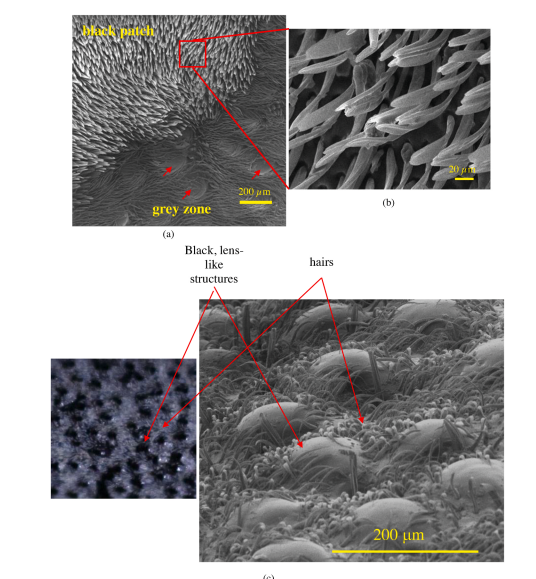 black patch
200 µm
grey zone
20 µm
(a)
(b)
Black, lens-
like
structures
hairs
200 µm
(c)